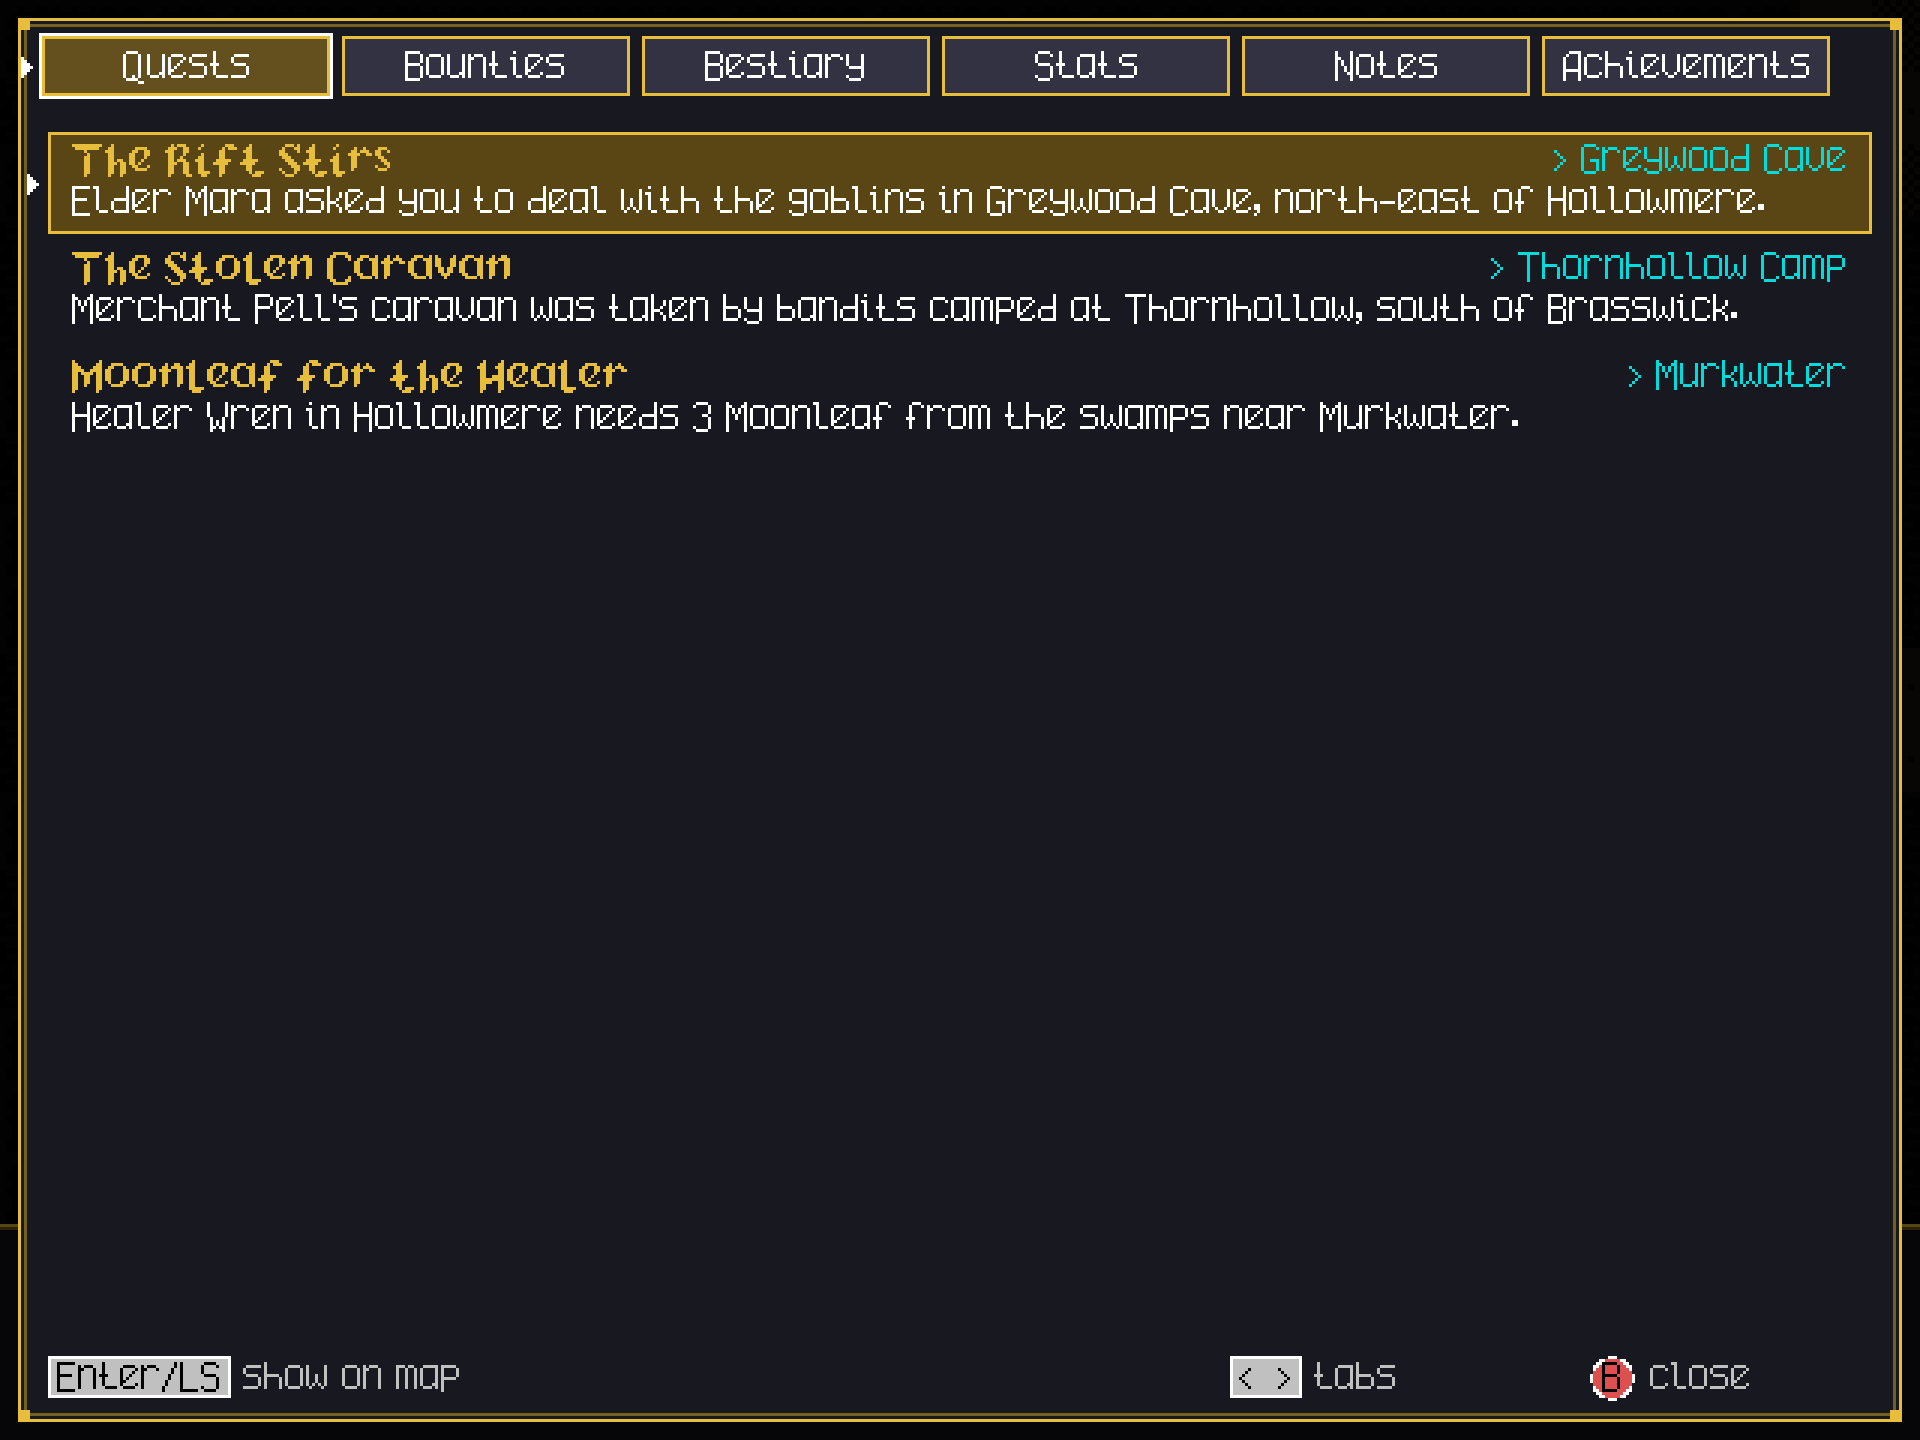 Quests Bounties Bestiary Stats Notes Achievements
The Rift Stirs > Greywood Cave
Elder Mara asked you to deal with the goblins in Greywood Cave, north-east of Hollowmere.
The Stolen Caravan > Thornhollow Camp
Merchant Pell's caravan was taken by bandits camped at Thornhollow, south of Brasswick.
Moonleaf for the Healer > Murkwater
Healer Wren in Hollowmere needs 3 Moonleaf from the swamps near Murkwater.
Enter/LS show on map < > tabs B close